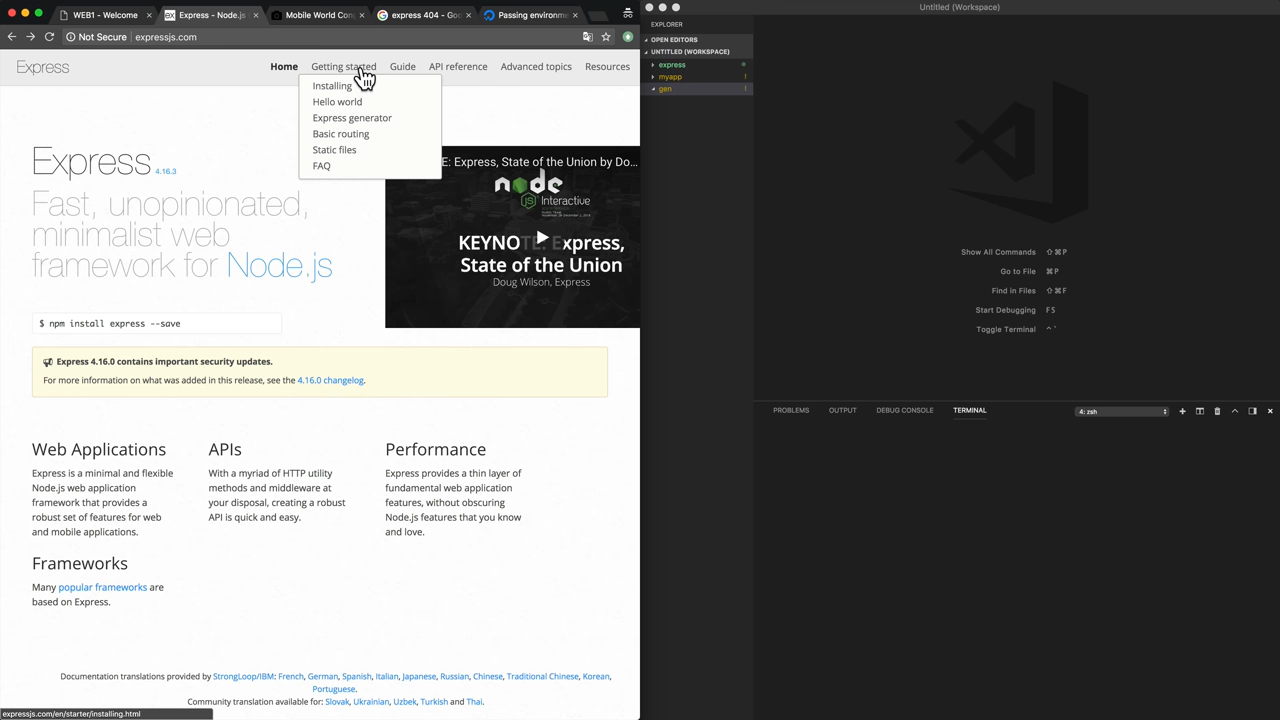 WEB1 - Welcome
Express - Node.js
Mobile World Con
express 404 - Go
Passing environme
Untitled (Workspace)
Not Secure
expressjs.com
Express
Home
Getting started
Guide
API reference
Advanced topics
Resources
Installing
Hello world
Express generator
Basic routing
Static files
FAQ
Express 4.16.3
Fast, unopinionated,
minimalist web
framework for Node.js
$ npm install express --save
E: Express, State of the Union by Do...
node
JS Interactive
KEYNOTE: Express,
State of the Union
Doug Wilson, Express
Express 4.16.0 contains important security updates.
For more information on what was added in this release, see the 4.16.0 changelog.
Web Applications
Express is a minimal and flexible
Node.js web application
framework that provides a
robust set of features for web
and mobile applications.
APIs
With a myriad of HTTP utility
methods and middleware at
your disposal, creating a robust
API is quick and easy.
Performance
Express provides a thin layer of
fundamental web application
features, without obscuring
Node.js features that you know
and love.
Frameworks
Many popular frameworks are
based on Express.
Documentation translations provided by StrongLoop/IBM: French, German, Spanish, Italian, Japanese, Russian, Chinese, Traditional Chinese, Korean,
Portuguese.
Community translation available for: Slovak, Ukrainian, Uzbek, Turkish and Thai.
expressjs.com/en/starter/installing.html
EXPLORER
OPEN EDITORS
UNTITLED (WORKSPACE)
express
myapp !
gen !
Show All Commands ⇧⌘P
Go to File ⌘P
Find in Files ⇧⌘F
Start Debugging F5
Toggle Terminal ⌃`
PROBLEMS
OUTPUT
DEBUG CONSOLE
TERMINAL
4: zsh